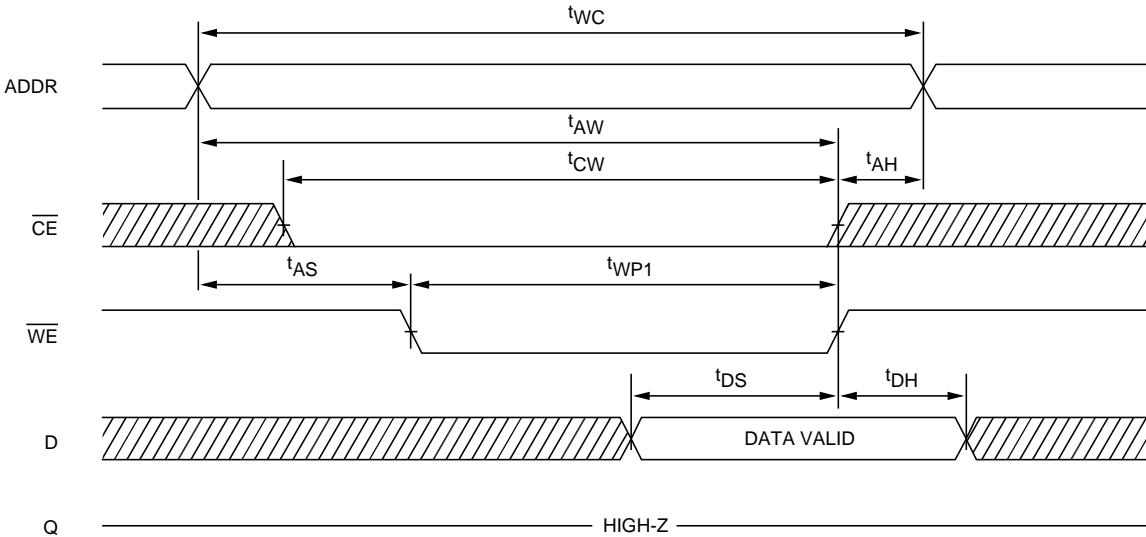 tWC
ADDR
tAW
tCW tAH
CE
tAS tWP1
WE
tDS tDH
D DATA VALID
Q HIGH-Z